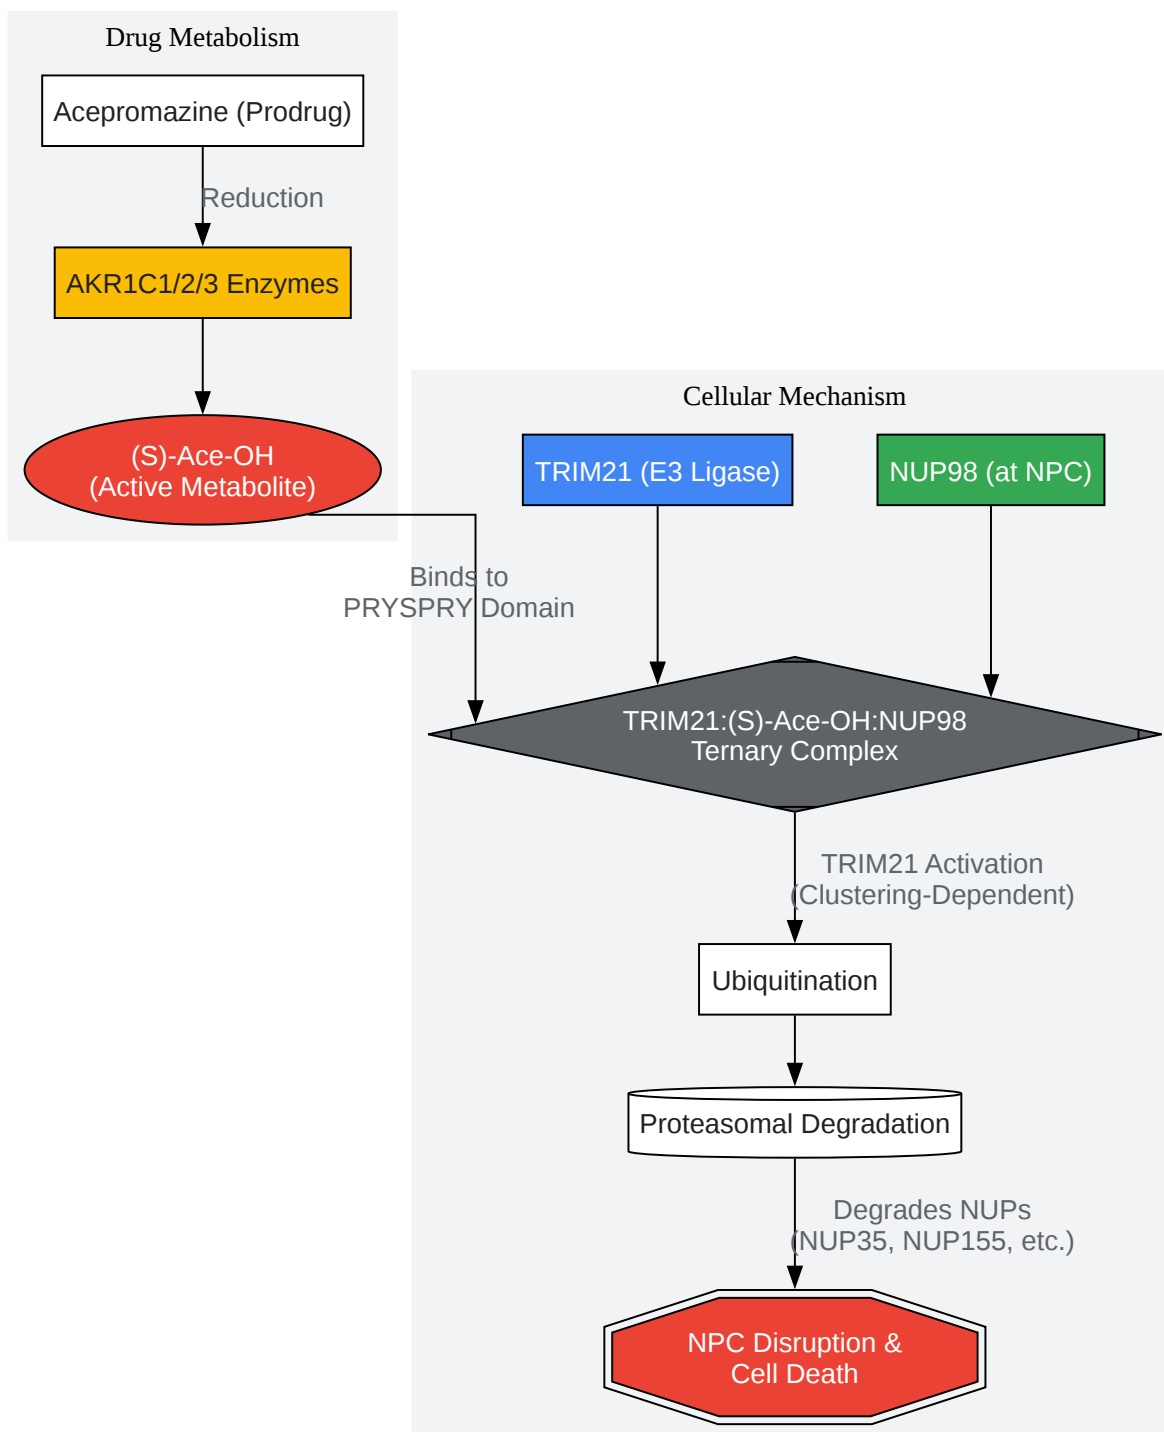 Drug Metabolism
Acepromazine (Prodrug)
Reduction
AKR1C1/2/3 Enzymes
(S)-Ace-OH
(Active Metabolite)
Cellular Mechanism
TRIM21 (E3 Ligase)
NUP98 (at NPC)
Binds to
PRYSPRY Domain
TRIM21:(S)-Ace-OH:NUP98
Ternary Complex
TRIM21 Activation
(Clustering-Dependent)
Ubiquitination
Proteasomal Degradation
Degrades NUPs
(NUP35, NUP155, etc.)
NPC Disruption &
Cell Death